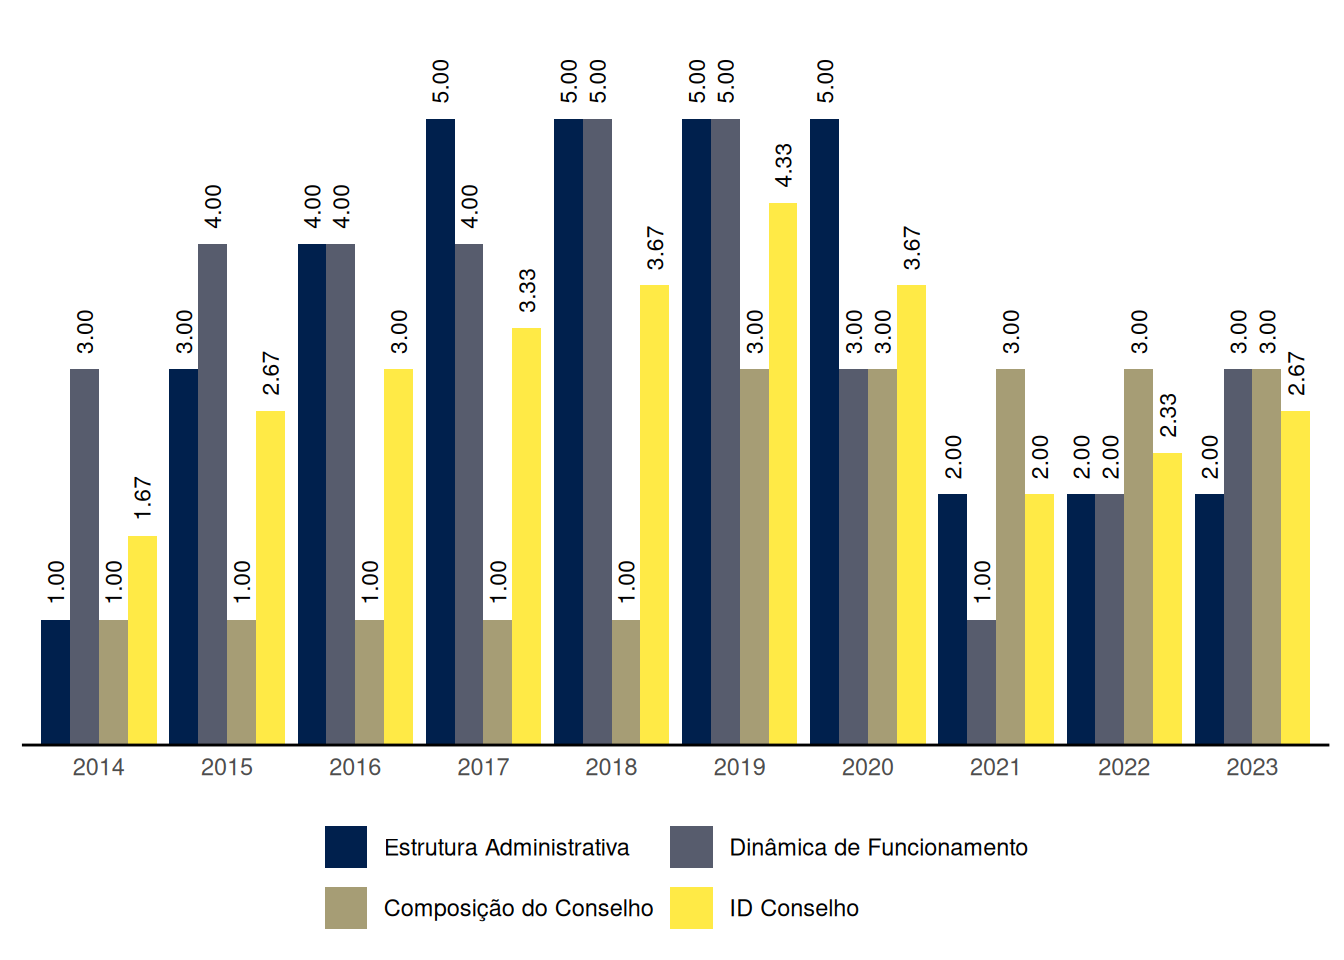 1.00 3.00 1.00 1.67
3.00 4.00 1.00 2.67
4.00 4.00 1.00 3.00
5.00 4.00 1.00 3.33
5.00 5.00 1.00 3.67
5.00 5.00 3.00 4.33
5.00 3.00 3.00 3.67
2.00 1.00 3.00 2.00
2.00 2.00 3.00 2.33
2.00 3.00 3.00 2.67
2014 2015 2016 2017 2018 2019 2020 2021 2022 2023
Estrutura Administrativa Dinâmica de Funcionamento
Composição do Conselho ID Conselho